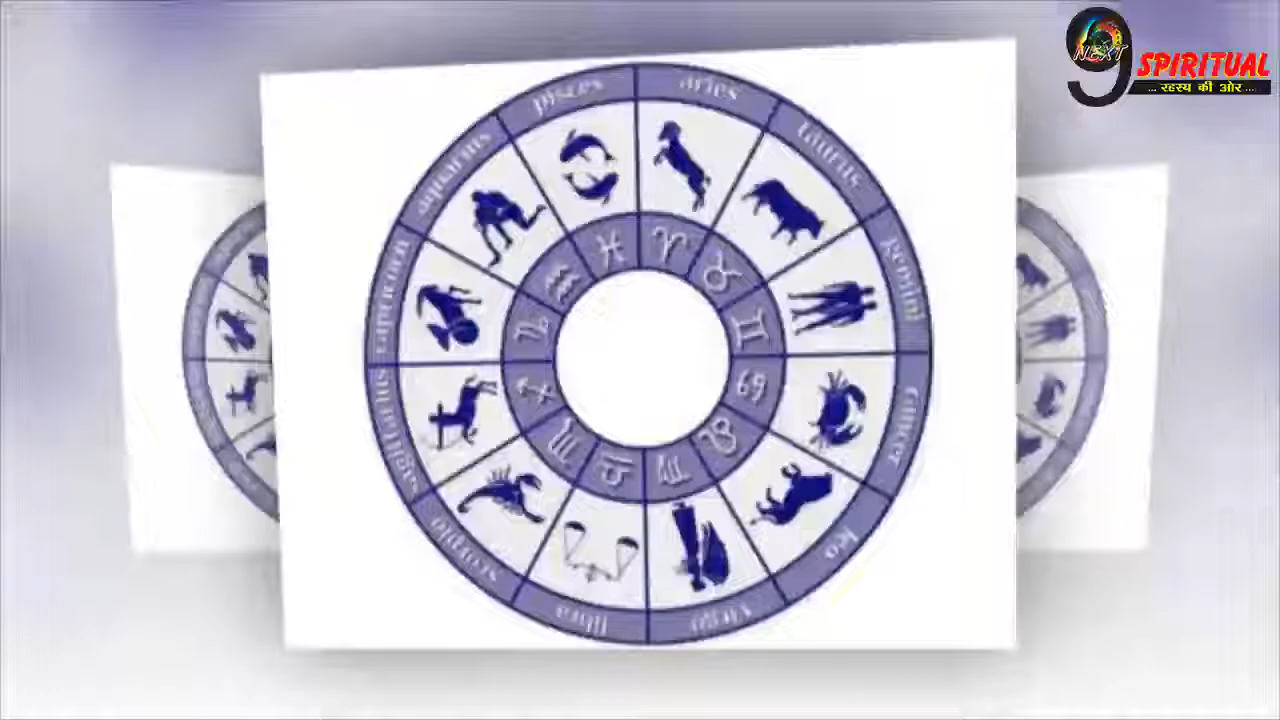 9
NEXT
SPIRITUAL
... रहस्य की ओर ...
pisces
aries
taurus
gemini
cancer
leo
virgo
libra
scorpio
sagittarius
capricorn
aquarius